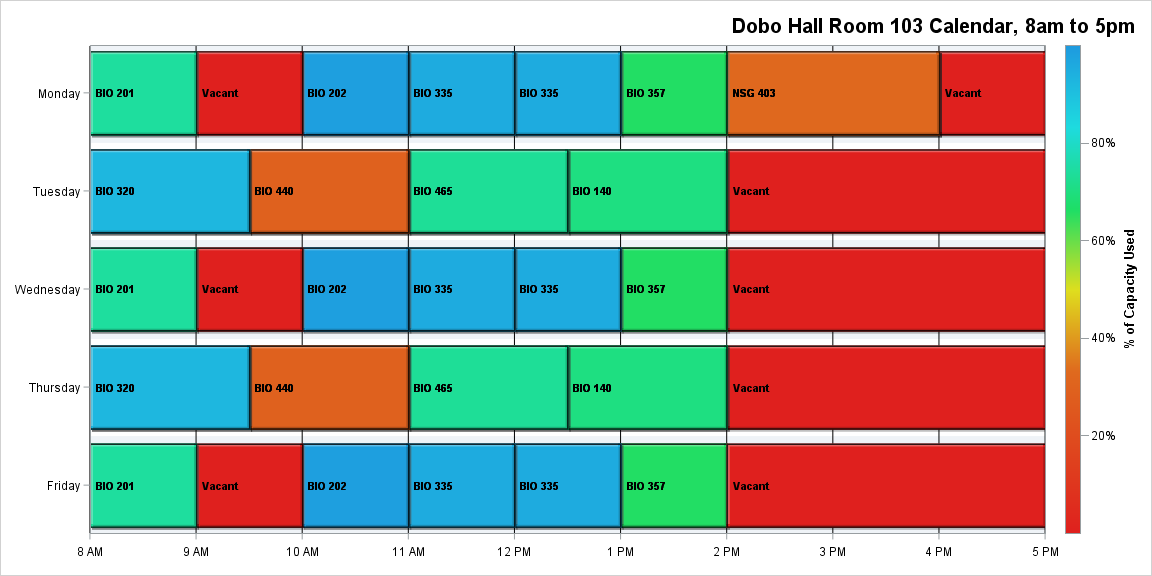 Dobo Hall Room 103 Calendar, 8am to 5pm
Monday
BIO 201
Vacant
BIO 202
BIO 335
BIO 335
BIO 357
NSG 403
Vacant
Tuesday
BIO 320
BIO 440
BIO 465
BIO 140
Vacant
Wednesday
BIO 201
Vacant
BIO 202
BIO 335
BIO 335
BIO 357
Vacant
Thursday
BIO 320
BIO 440
BIO 465
BIO 140
Vacant
Friday
BIO 201
Vacant
BIO 202
BIO 335
BIO 335
BIO 357
Vacant
8 AM
9 AM
10 AM
11 AM
12 PM
1 PM
2 PM
3 PM
4 PM
5 PM
80%
60%
40%
20%
% of Capacity Used